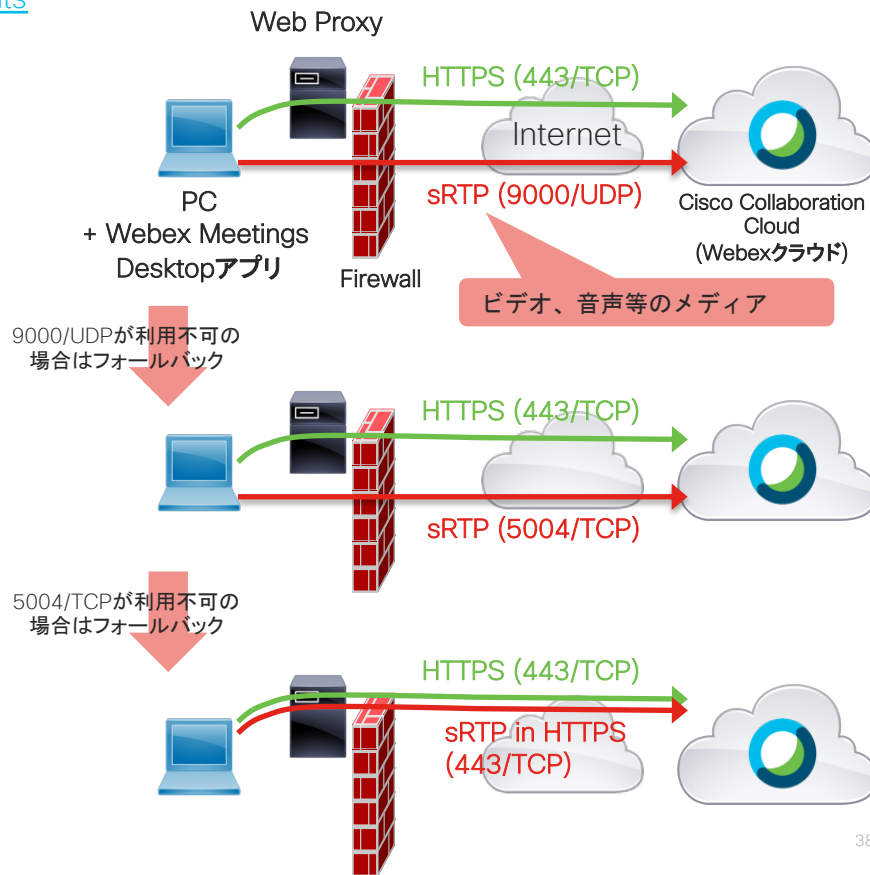 Web Proxy
HTTPS (443/TCP)
Internet
sRTP (9000/UDP)
PC
+ Webex Meetings
Desktopアプリ
Firewall
Cisco Collaboration
Cloud
(Webexクラウド)
ビデオ、音声等のメディア
9000/UDPが利用不可の
場合はフォールバック
HTTPS (443/TCP)
sRTP (5004/TCP)
5004/TCPが利用不可の
場合はフォールバック
HTTPS (443/TCP)
sRTP in HTTPS
(443/TCP)
38